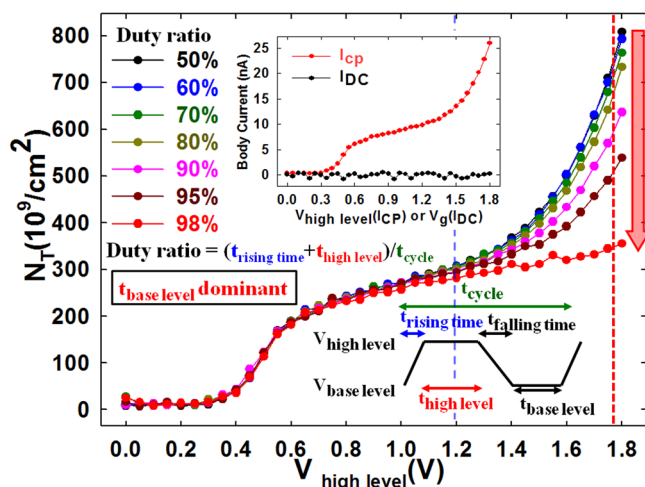 Duty ratio
50%
60%
70%
80%
90%
95%
98%
N_T(10^9/cm^2)
800
700
600
500
400
300
200
100
0
0.0 0.2 0.4 0.6 0.8 1.0 1.2 1.4 1.6 1.8
V high level(V)
Body Current (nA)
25
20
15
10
5
0
I_cp
I_DC
0.0 0.3 0.6 0.9 1.2 1.5 1.8
V_high level(I_CP) or V_g(I_DC)
Duty ratio = (t_rising time+t_high level)/t_cycle
t_base level dominant
t_cycle
t_rising time
t_falling time
V_high level
V_base level
t_high level
t_base level